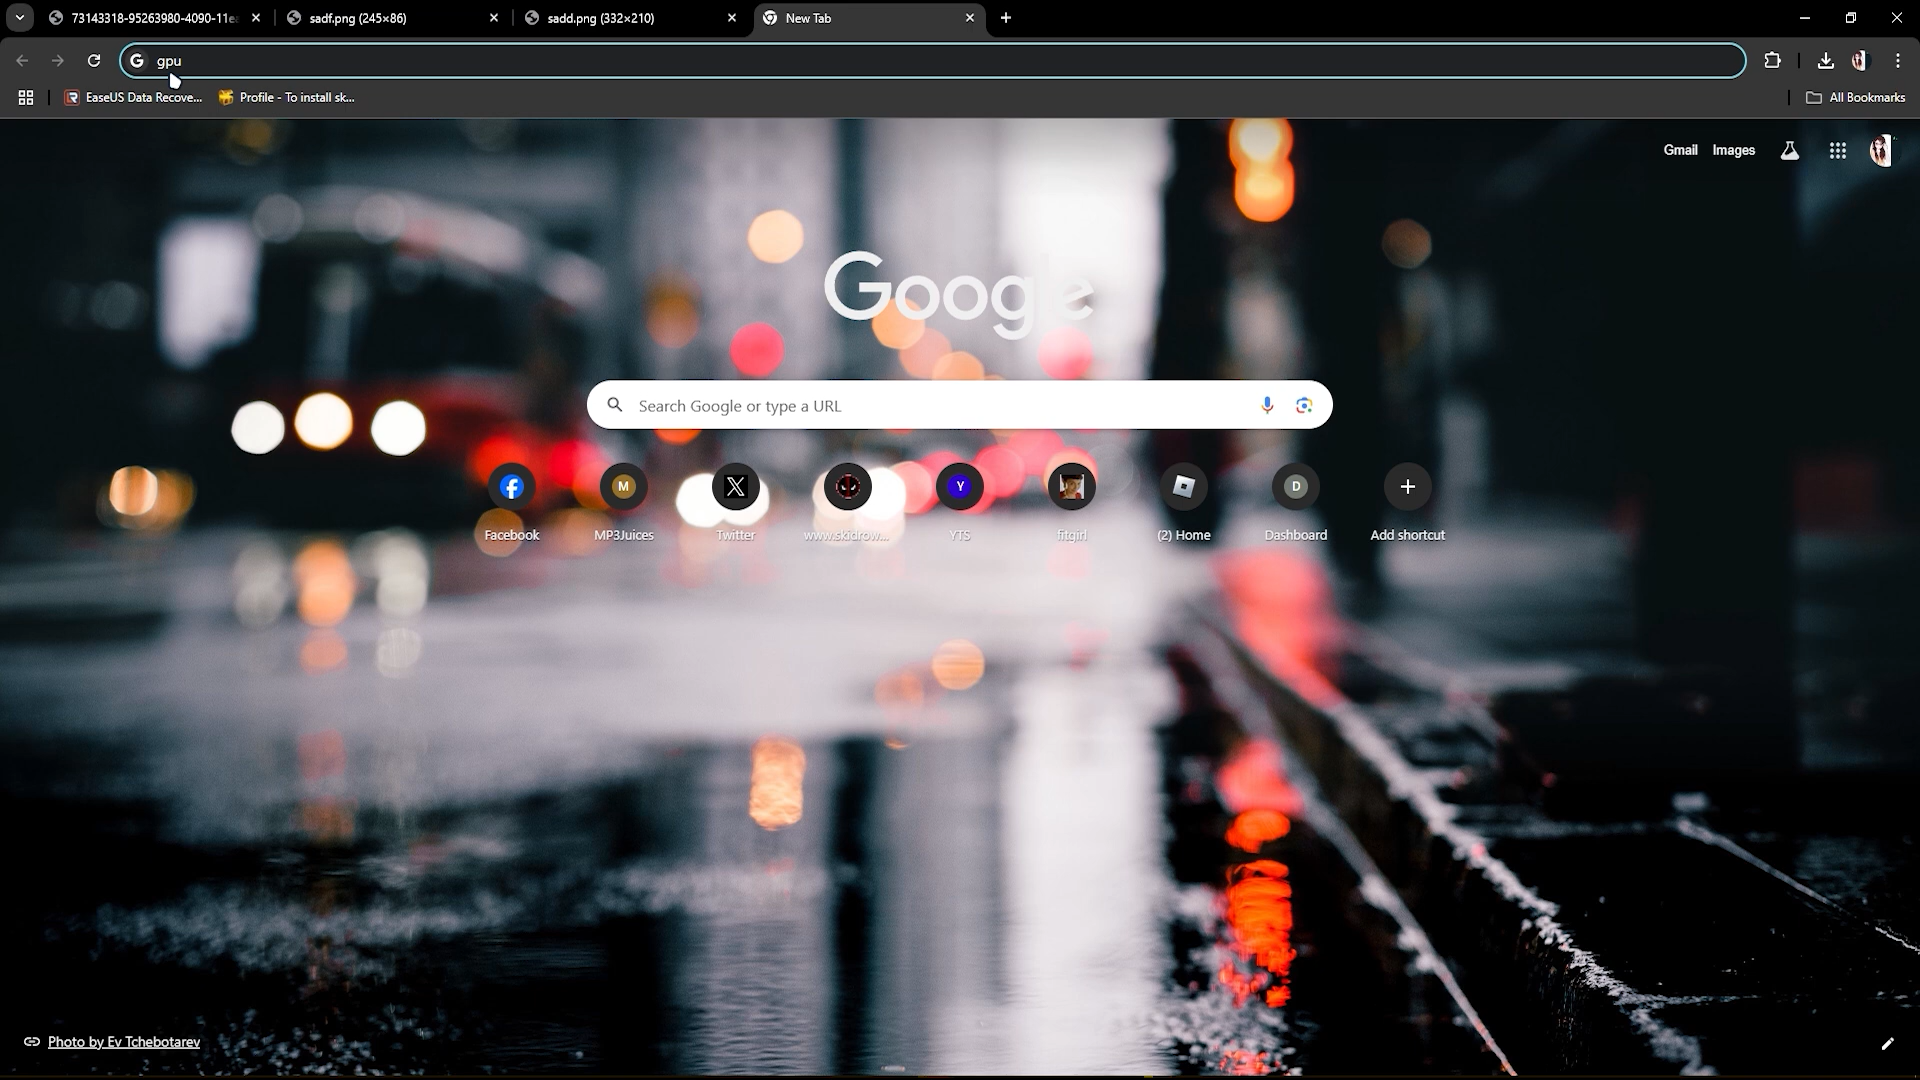 73143318-95263980-4090-11ea
sadf.png (245×86)
sadd.png (332×210)
New Tab
gpu
EaseUS Data Recove...
Profile - To install sk...
All Bookmarks
Gmail
Images
Google
Search Google or type a URL
Facebook
M
MP3Juices
Twitter
www.skidrow...
Y
YTS
fitgirl
(2) Home
D
Dashboard
Add shortcut
Photo by Ev Tchebotarev